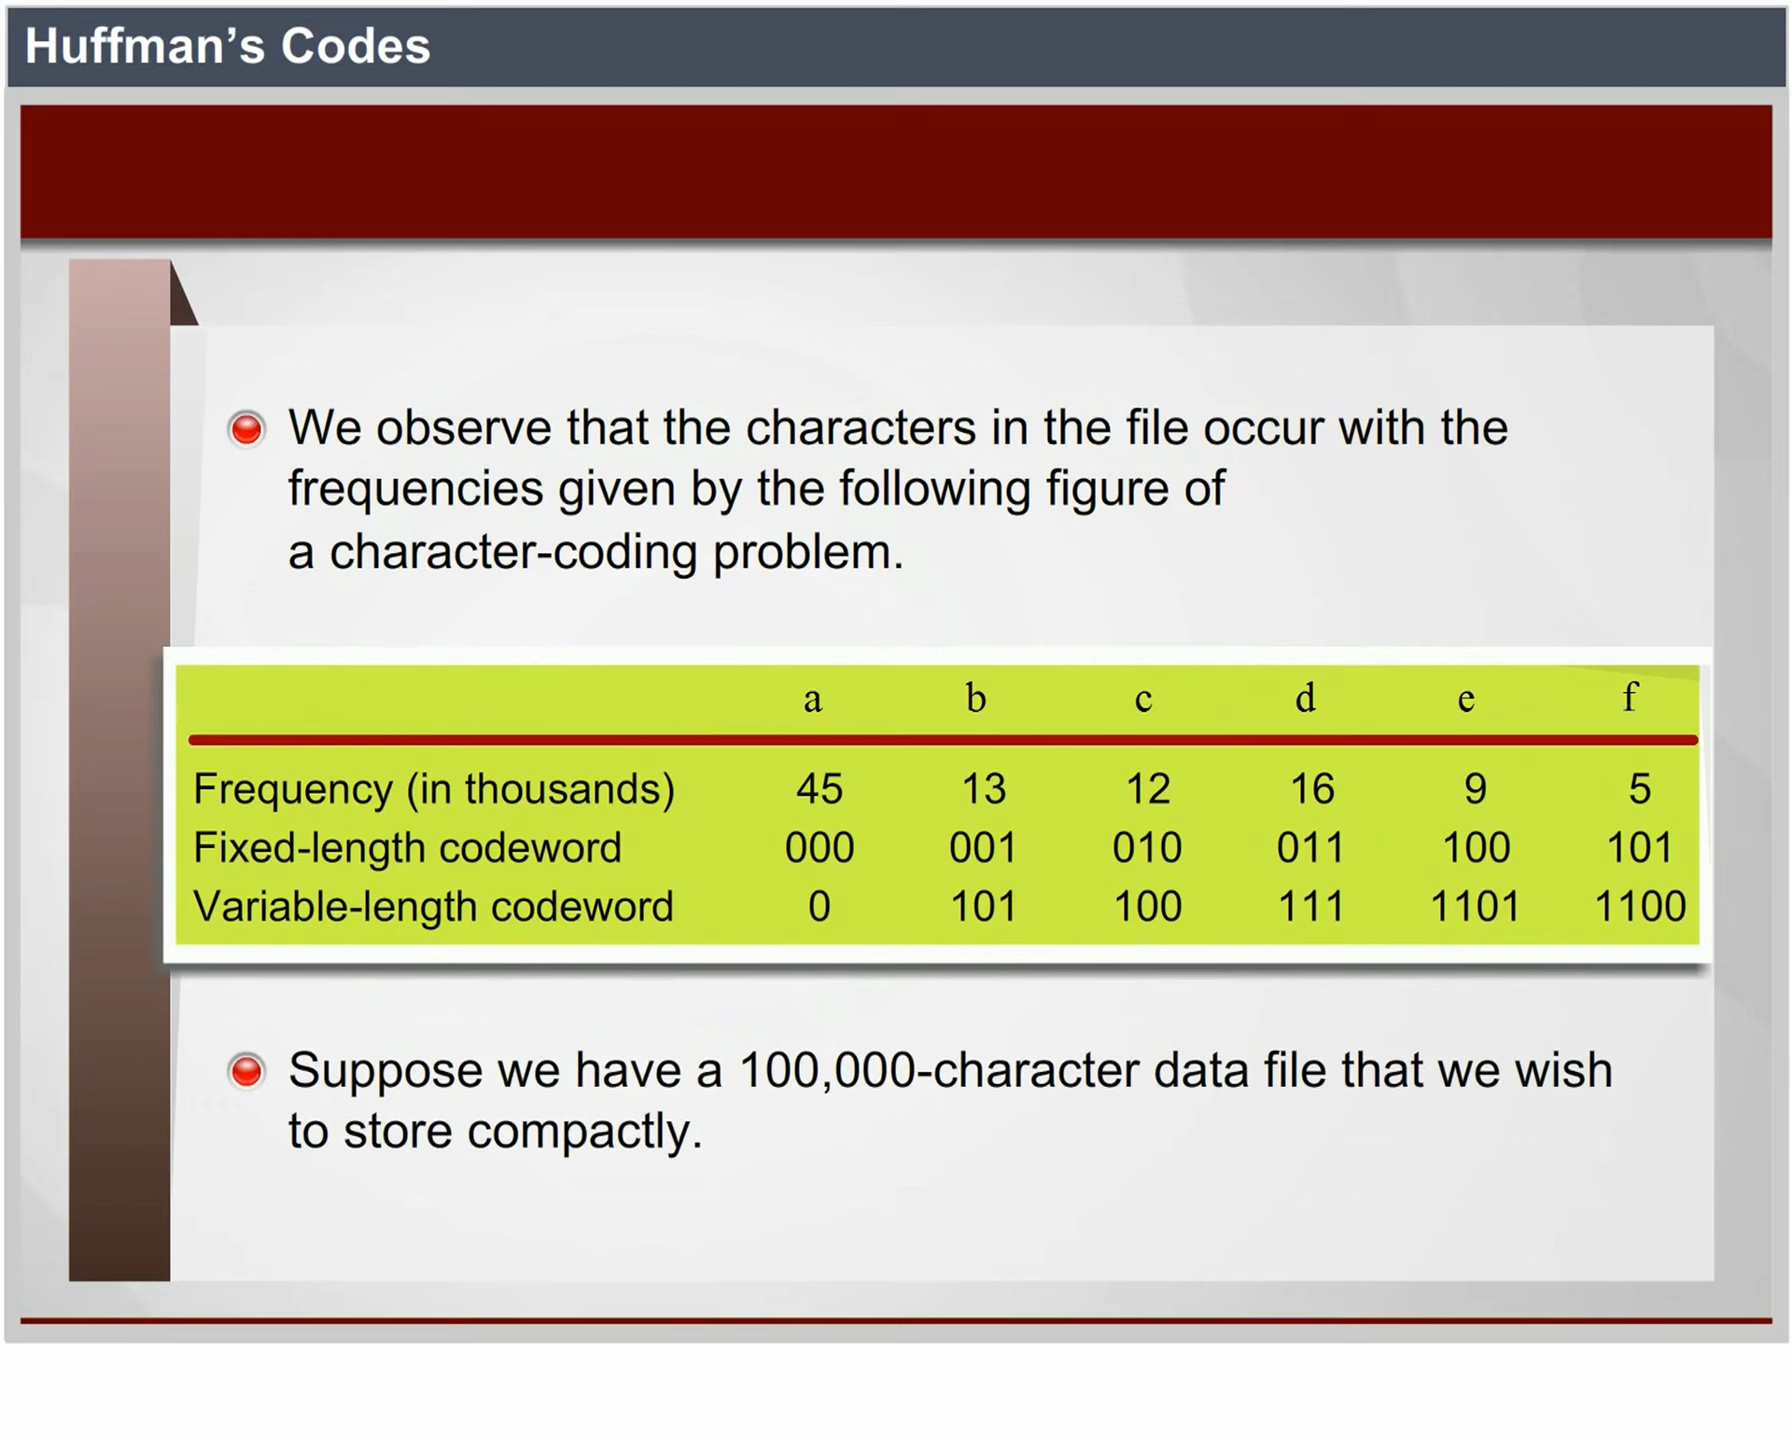 Huffman’s Codes
We observe that the characters in the file occur with the
frequencies given by the following figure of
a character-coding problem.
a b c d e f
Frequency (in thousands) 45 13 12 16 9 5
Fixed-length codeword 000 001 010 011 100 101
Variable-length codeword 0 101 100 111 1101 1100
Suppose we have a 100,000-character data file that we wish
to store compactly.